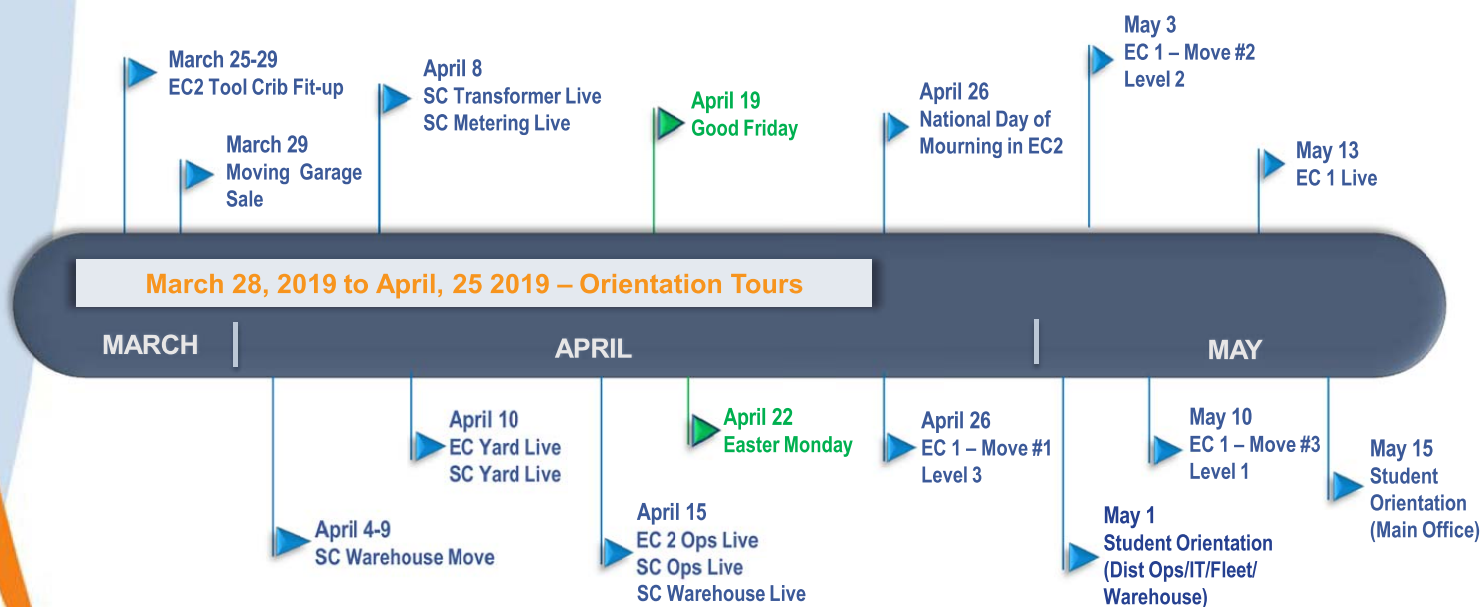 March 25-29
EC2 Tool Crib Fit-up
March 29
Moving Garage
Sale
April 8
SC Transformer Live
SC Metering Live
April 19
Good Friday
April 26
National Day of
Mourning in EC2
May 3
EC 1 – Move #2
Level 2
May 13
EC 1 Live
March 28, 2019 to April, 25 2019 – Orientation Tours
MARCH
APRIL
MAY
April 4-9
SC Warehouse Move
April 10
EC Yard Live
SC Yard Live
April 15
EC 2 Ops Live
SC Ops Live
SC Warehouse Live
April 22
Easter Monday
April 26
EC 1 – Move #1
Level 3
May 1
Student Orientation
(Dist Ops/IT/Fleet/
Warehouse)
May 10
EC 1 – Move #3
Level 1
May 15
Student
Orientation
(Main Office)